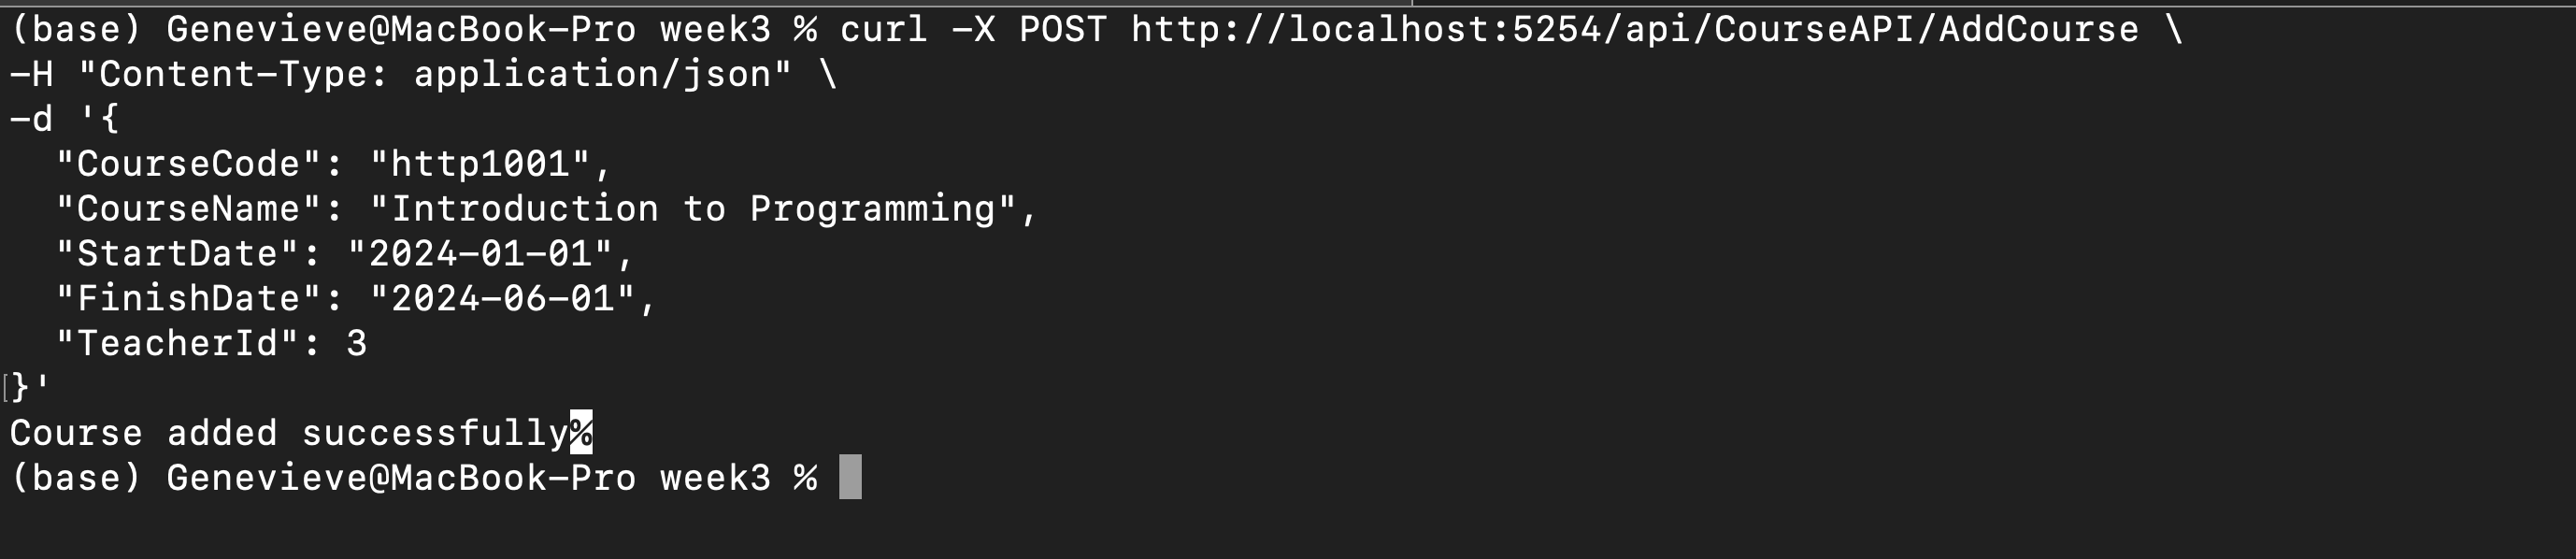 (base) Genevieve@MacBook-Pro week3 % curl -X POST http://localhost:5254/api/CourseAPI/AddCourse \
-H "Content-Type: application/json" \
-d '{
  "CourseCode": "http1001",
  "CourseName": "Introduction to Programming",
  "StartDate": "2024-01-01",
  "FinishDate": "2024-06-01",
  "TeacherId": 3
}'
Course added successfully%
(base) Genevieve@MacBook-Pro week3 %